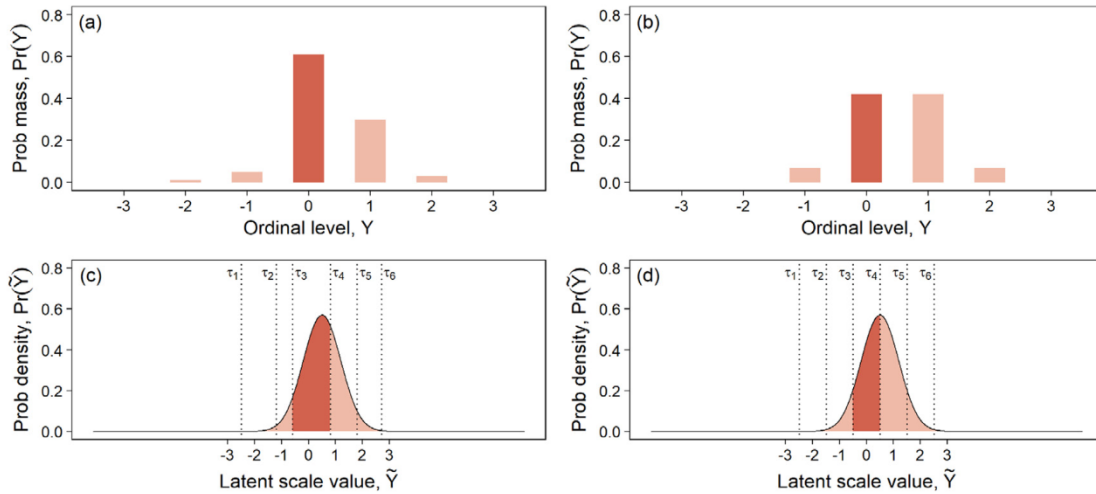 (a)
Prob mass, Pr(Y)
0.8
0.6
0.4
0.2
0.0
-3 -2 -1 0 1 2 3
Ordinal level, Y
(b)
Prob mass, Pr(Y)
0.8
0.6
0.4
0.2
0.0
-3 -2 -1 0 1 2 3
Ordinal level, Y
(c)
Prob density, Pr(Ỹ)
0.8
0.6
0.4
0.2
0.0
τ1 τ2 τ3 τ4 τ5 τ6
-3 -2 -1 0 1 2 3
Latent scale value, Ỹ
(d)
Prob density, Pr(Ỹ)
0.8
0.6
0.4
0.2
0.0
τ1 τ2 τ3 τ4 τ5 τ6
-3 -2 -1 0 1 2 3
Latent scale value, Ỹ